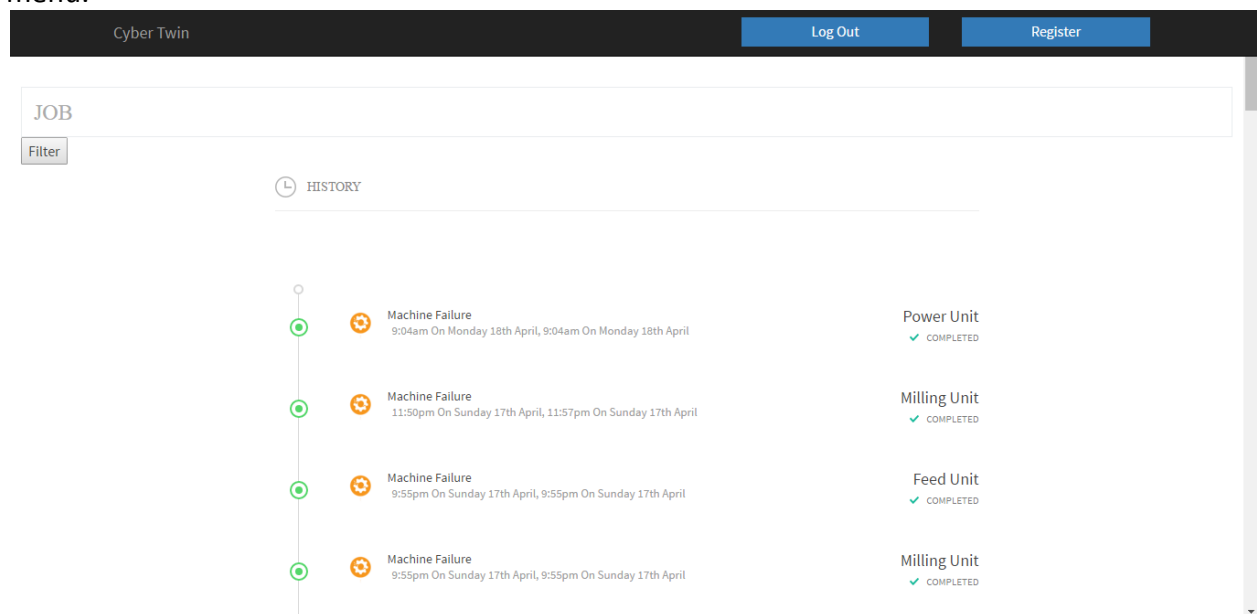 menu.
Cyber Twin Log Out Register
JOB
Filter
HISTORY
Machine Failure Power Unit
9:04am On Monday 18th April, 9:04am On Monday 18th April COMPLETED
Machine Failure Milling Unit
11:50pm On Sunday 17th April, 11:57pm On Sunday 17th April COMPLETED
Machine Failure Feed Unit
9:55pm On Sunday 17th April, 9:55pm On Sunday 17th April COMPLETED
Machine Failure Milling Unit
9:55pm On Sunday 17th April, 9:55pm On Sunday 17th April COMPLETED